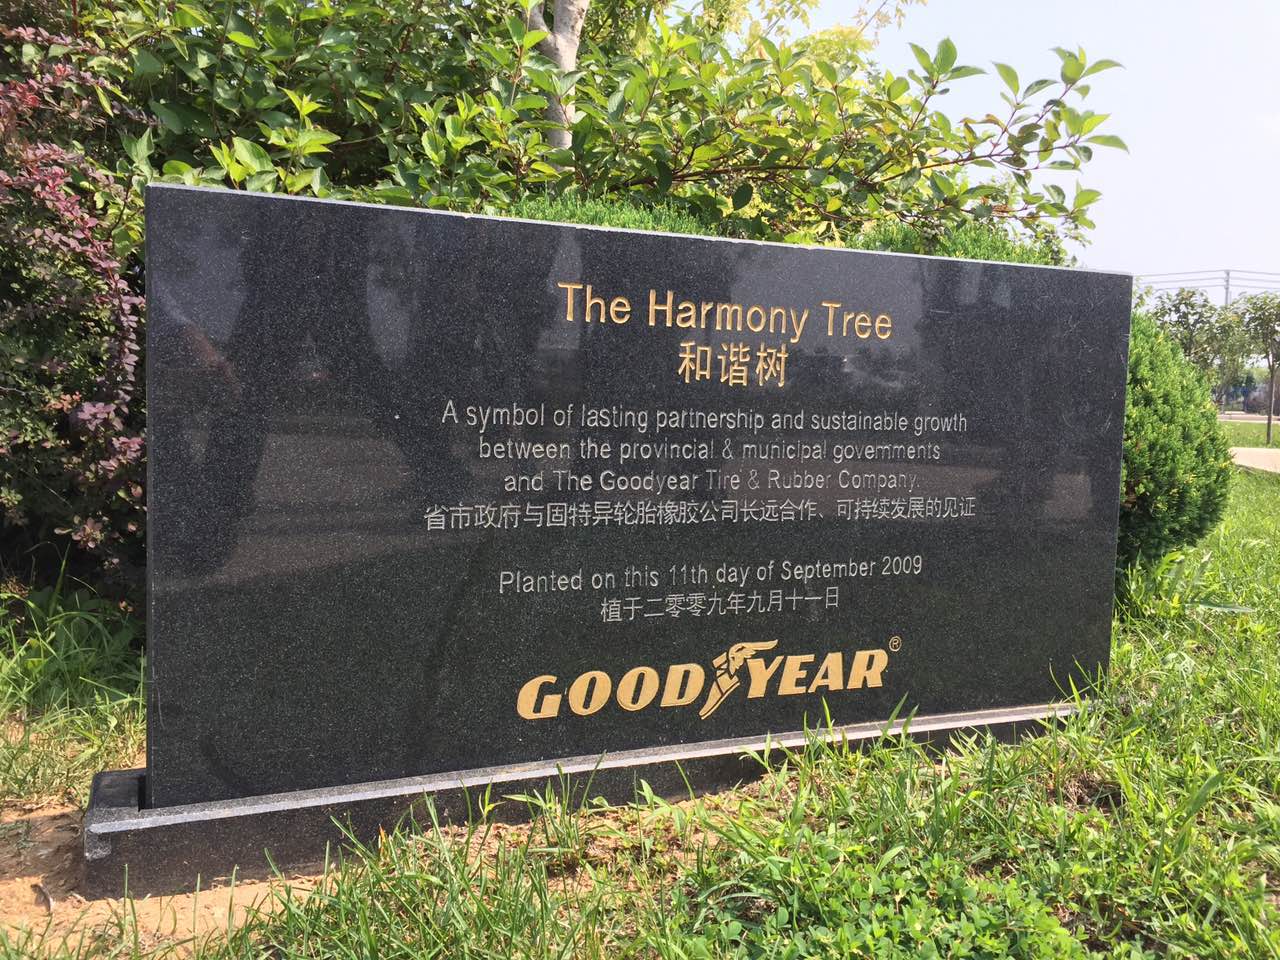 The Harmony Tree
和谐树
A symbol of lasting partnership and sustainable growth
between the provincial & municipal governments
and The Goodyear Tire & Rubber Company.
省市政府与固特异轮胎橡胶公司长远合作、可持续发展的见证
Planted on this 11th day of September 2009
植于二零零九年九月十一日
GOODYEAR®